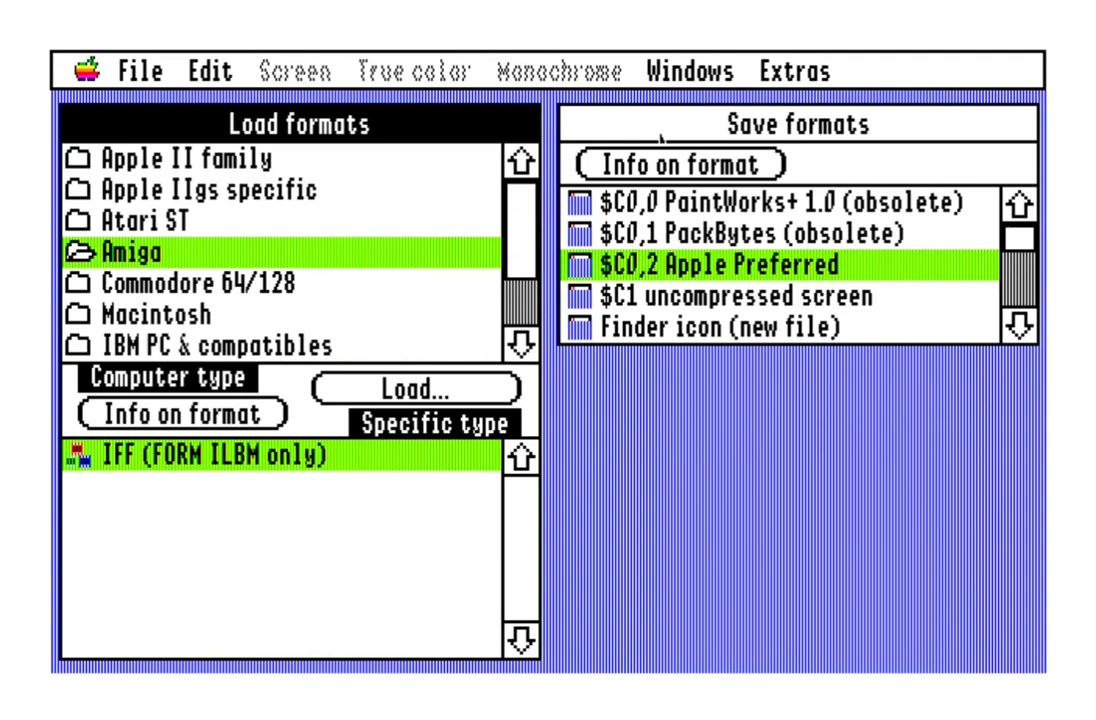 File Edit Screen True color Monochrome Windows Extras
Load formats
Apple II family
Apple IIgs specific
Atari ST
Amiga
Commodore 64/128
Macintosh
IBM PC & compatibles
Computer type
Load...
Info on format
Specific type
IFF (FORM ILBM only)
Save formats
Info on format
$C0,0 PaintWorks+ 1.0 (obsolete)
$C0,1 PackBytes (obsolete)
$C0,2 Apple Preferred
$C1 uncompressed screen
Finder icon (new file)